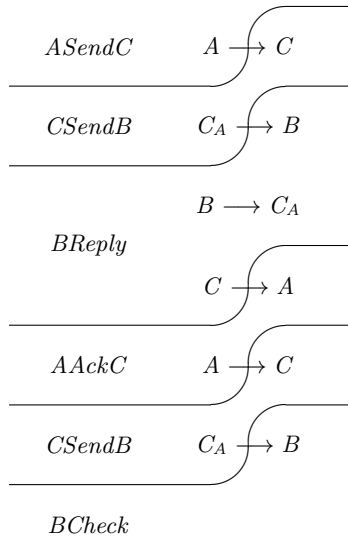 ASendC A → C
CSendB C_A → B
B → C_A
BReply
C → A
AAckC A → C
CSendB C_A → B
BCheck